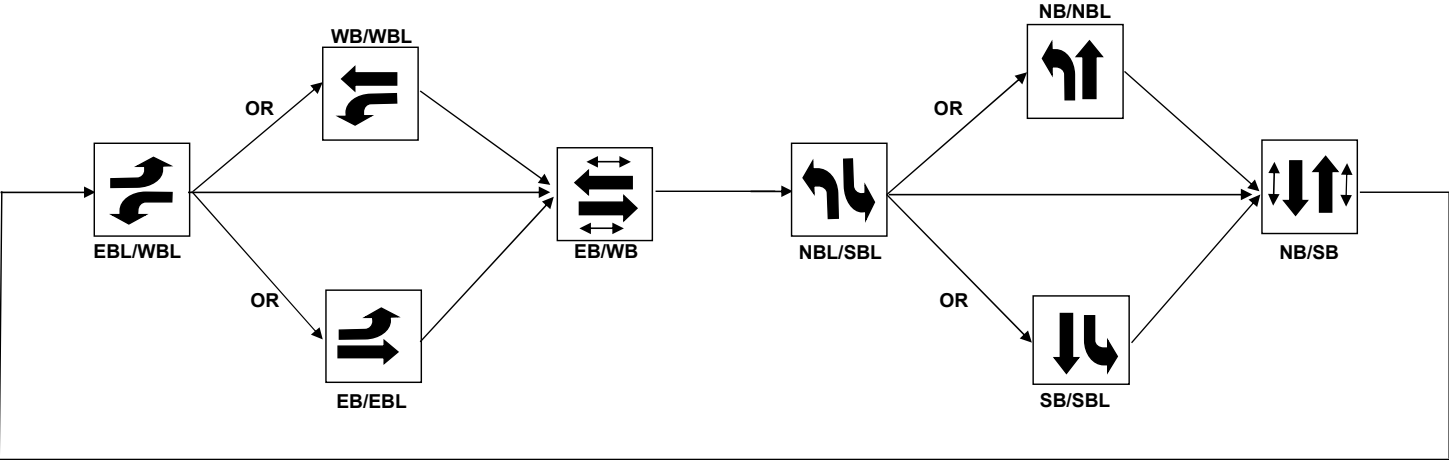 WB/WBL
OR
EBL/WBL
OR
EB/EBL
EB/WB
NB/NBL
OR
NBL/SBL
OR
SB/SBL
NB/SB